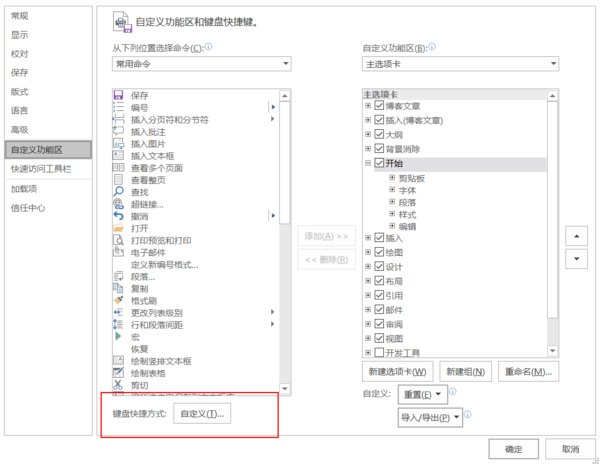 常规
显示
校对
保存
版式
语言
高级
自定义功能区
快速访问工具栏
加载项
信任中心
自定义功能区和键盘快捷键。
从下列位置选择命令(C):
常用命令
保存
编号
插入分页符和分节符
插入批注
插入图片
插入文本框
查看多个页面
查看整页
查找
超链接...
撤消
打开
打印预览和打印
电子邮件
定义新编号格式...
段落...
复制
格式刷
更改列表级别
行和段落间距
宏
恢复
绘制竖排文本框
绘制表格
剪切
键盘快捷方式:
自定义(T)...
添加(A) >>
<< 删除(R)
自定义功能区(B):
主选项卡
主选项卡
博客文章
插入(博客文章)
大纲
背景消除
开始
剪贴板
字体
段落
样式
编辑
插入
绘图
设计
布局
引用
邮件
审阅
视图
开发工具
新建选项卡(W)
新建组(N)
重命名(M)...
自定义:
重置(E)
导入/导出(P)
确定
取消